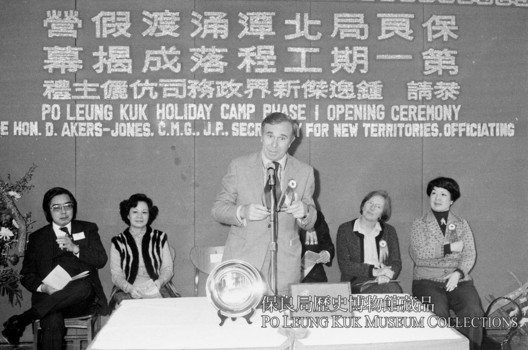 保良局北潭涌渡假營
第一期工程落成揭幕
恭請 鍾逸傑新界政務司伉儷主禮
PO LEUNG KUK HOLIDAY CAMP PHASE I OPENING CEREMONY
E HON. D. AKERS-JONES, C.M.G., J.P., FOR NEW TERRITORIES, OFFICIATING
保良局歷史博物館藏品
PO LEUNG KUK MUSEUM COLLECTIONS